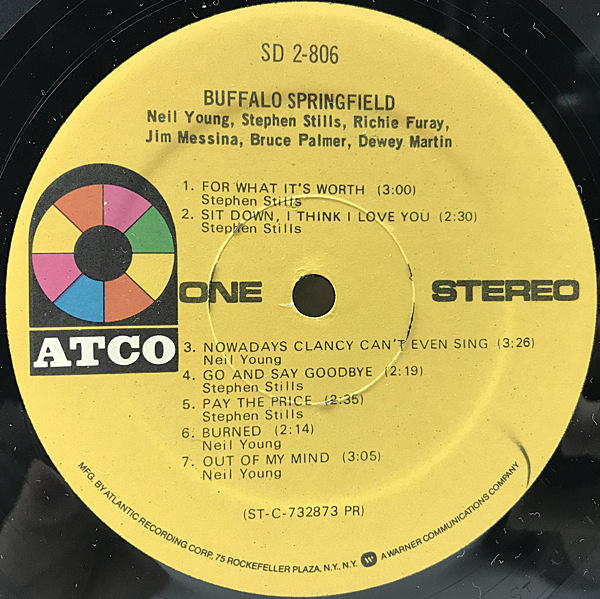 SD 2-806
BUFFALO SPRINGFIELD
Neil Young, Stephen Stills, Richie Furay,
Jim Messina, Bruce Palmer, Dewey Martin
1. FOR WHAT IT'S WORTH (3:00)
Stephen Stills
2. SIT DOWN, I THINK I LOVE YOU (2:30)
Stephen Stills
ONE
STEREO
ATCO
3. NOWADAYS CLANCY CAN'T EVEN SING (3:26)
Neil Young
4. GO AND SAY GOODBYE (2:19)
Stephen Stills
5. PAY THE PRICE (2:35)
Stephen Stills
6. BURNED (2:14)
Neil Young
7. OUT OF MY MIND (3:05)
Neil Young
(ST-C-732873 PR)
MFG. BY ATLANTIC RECORDING CORP., 75 ROCKEFELLER PLAZA, N.Y., N.Y. W A WARNER COMMUNICATIONS COMPANY